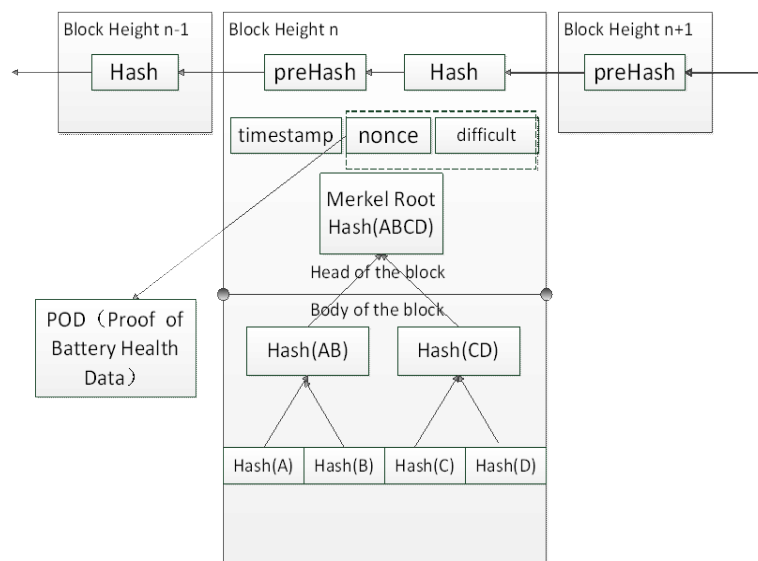 Block Height n-1
Block Height n
Block Height n+1
Hash
preHash
Hash
preHash
timestamp
nonce
difficult
Merkel Root
Hash(ABCD)
Head of the block
Body of the block
POD（Proof of
Battery Health
Data）
Hash(AB)
Hash(CD)
Hash(A)
Hash(B)
Hash(C)
Hash(D)